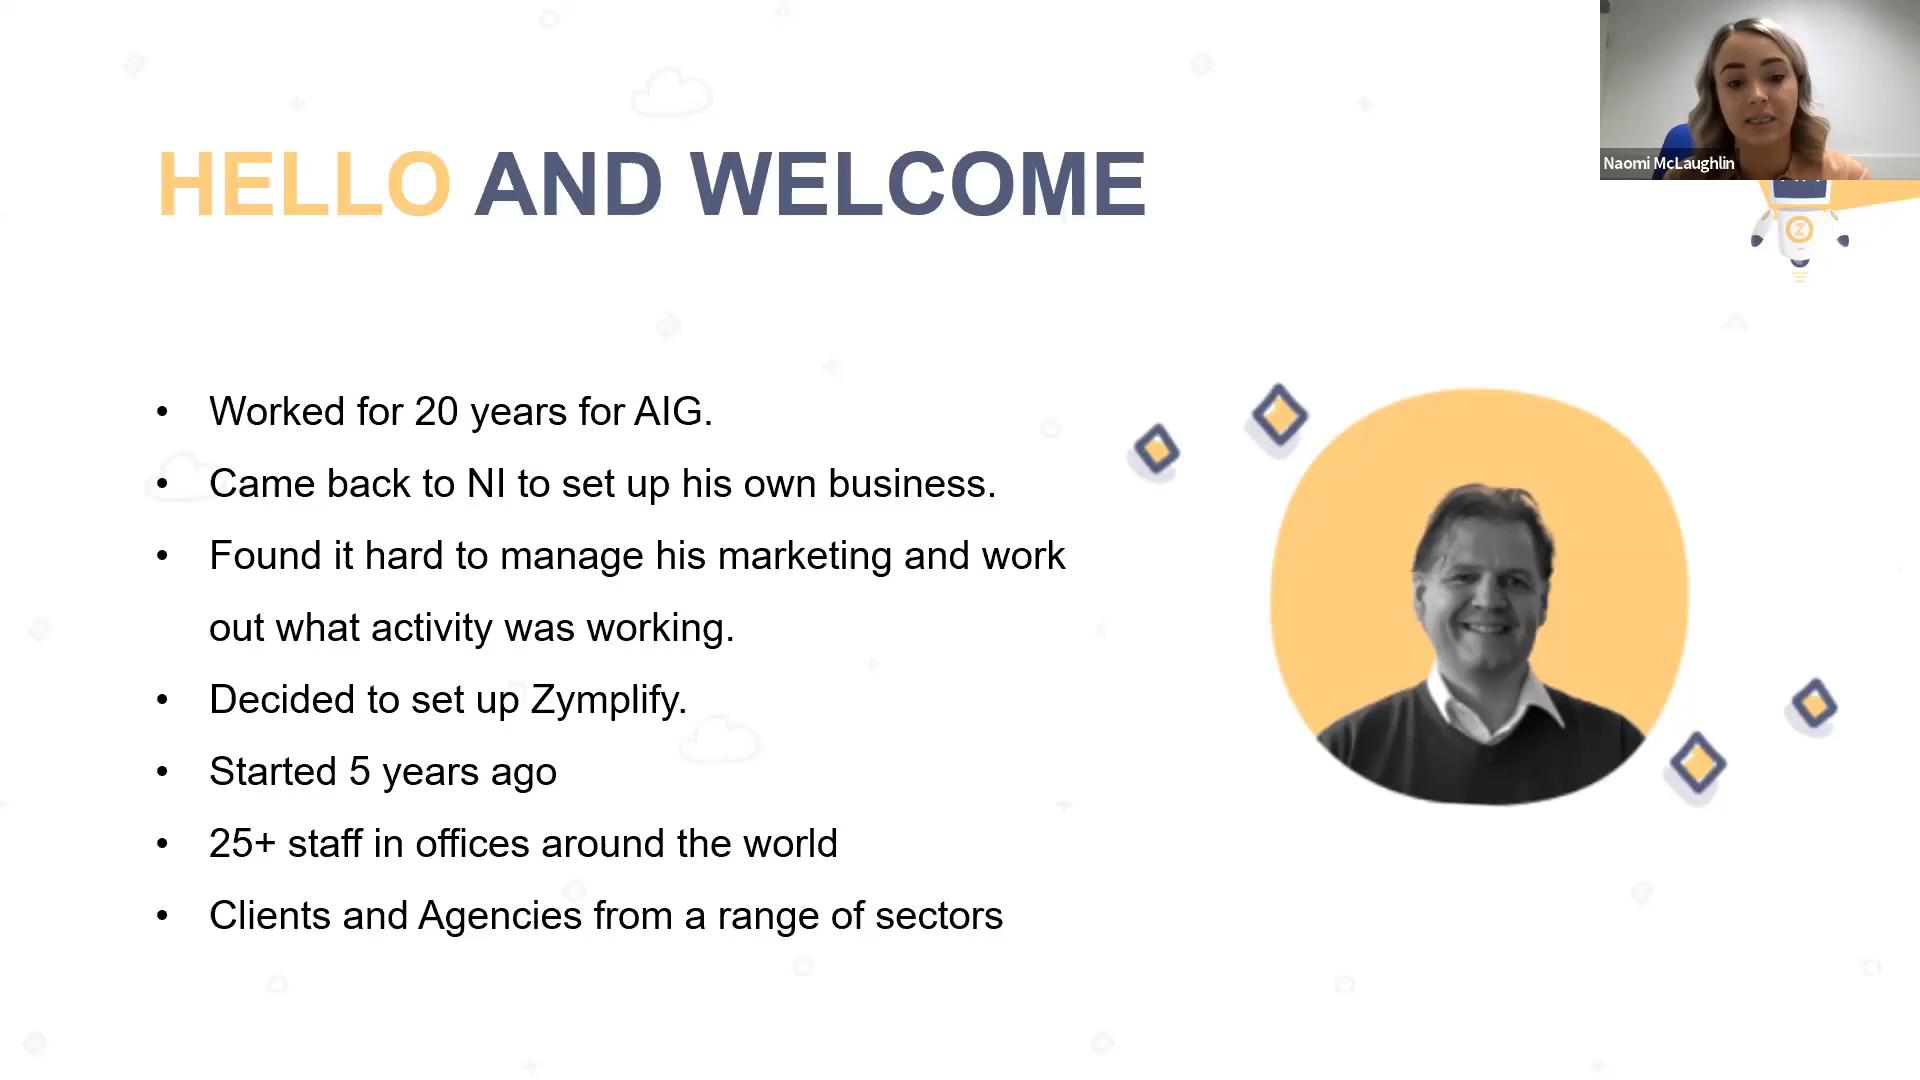 HELLO AND WELCOME
Naomi McLaughlin
Z
• Worked for 20 years for AIG.
• Came back to NI to set up his own business.
• Found it hard to manage his marketing and work
out what activity was working.
• Decided to set up Zymplify.
• Started 5 years ago
• 25+ staff in offices around the world
• Clients and Agencies from a range of sectors